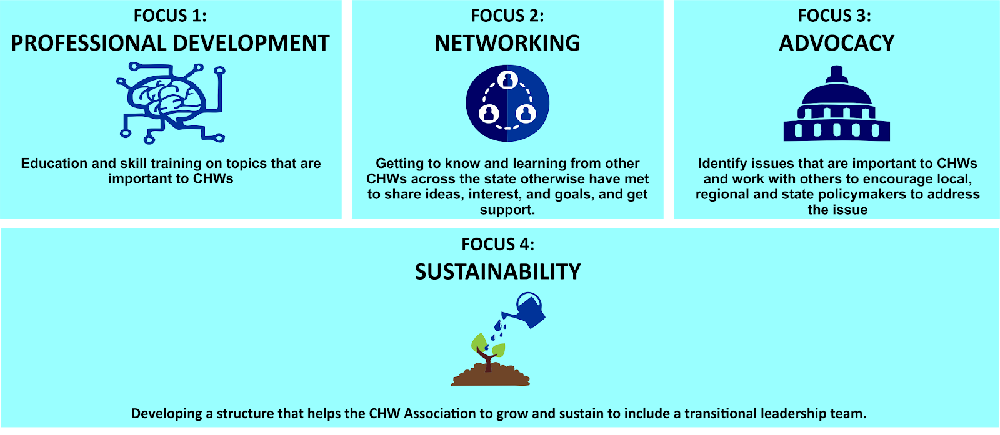 FOCUS 1:
PROFESSIONAL DEVELOPMENT
Education and skill training on topics that are
important to CHWs
FOCUS 2:
NETWORKING
Getting to know and learning from other
CHWs across the state otherwise have met
to share ideas, interest, and goals, and get
support.
FOCUS 3:
ADVOCACY
Identify issues that are important to CHWs
and work with others to encourage local,
regional and state policymakers to address
the issue
FOCUS 4:
SUSTAINABILITY
Developing a structure that helps the CHW Association to grow and sustain to include a transitional leadership team.